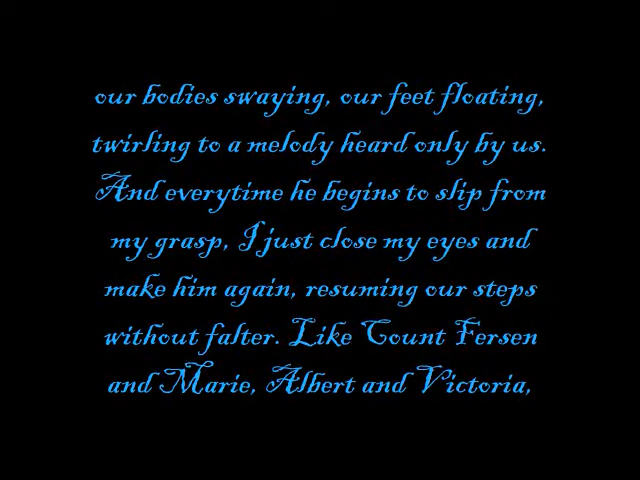 our bodies swaying, our feet floating,
twirling to a melody heard only by us.
And everytime he begins to slip from
my grasp, I just close my eyes and
make him again, resuming our steps
without falter. Like Count Fersen
and Marie, Albert and Victoria,